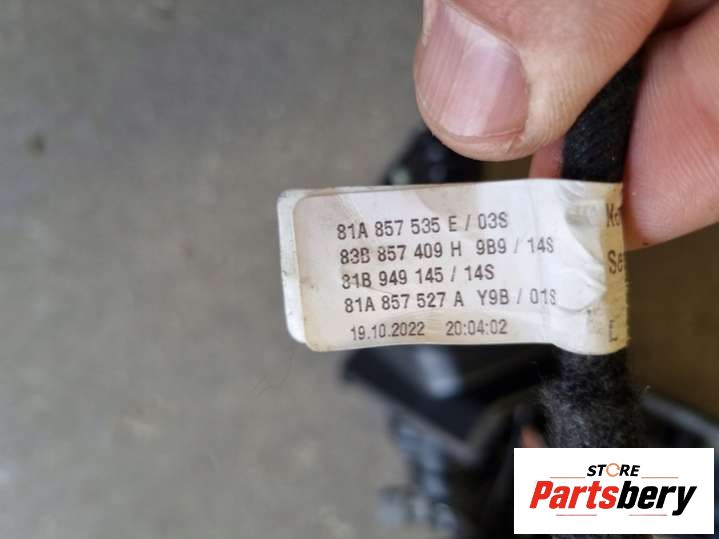 81A 857 535 E / 03S
83B 857 409 H 9B9 / 14S
81B 949 145 / 14S
81A 857 527 A Y9B / 01S
19.10.2022 20:04:02
E
STORE
Partsbery